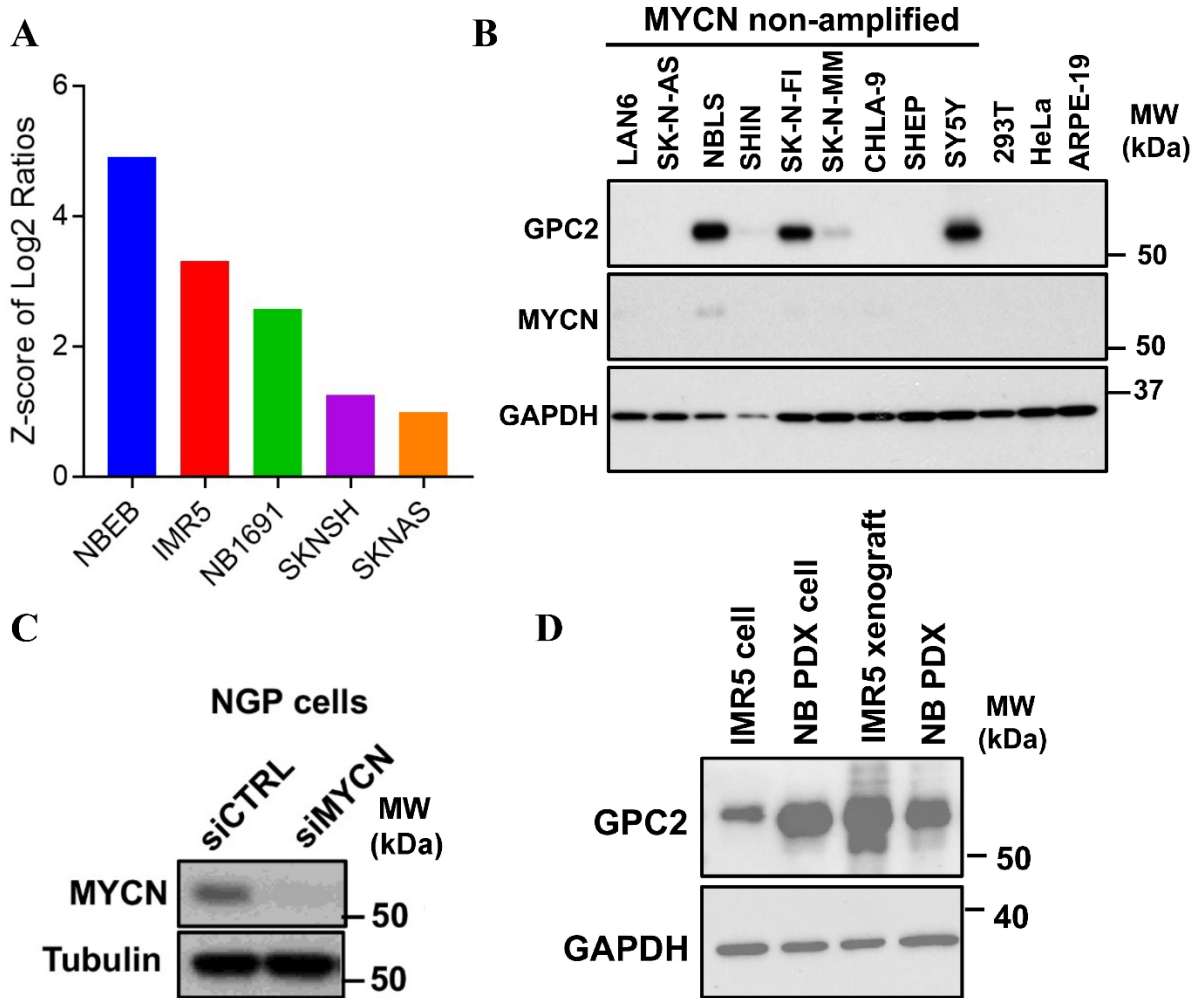 A
Z-score of Log2 Ratios
6
4
2
0
NBEB
IMR5
NB1691
SKNSH
SKNAS
B
MYCN non-amplified
LAN6
SK-N-AS
NBLS
SHIN
SK-N-FI
SK-N-MM
CHLA-9
SHEP
SY5Y
293T
HeLa
ARPE-19
MW
(kDa)
GPC2
50
MYCN
50
GAPDH
37
C
NGP cells
siCTRL
siMYCN
MW
(kDa)
MYCN
50
Tubulin
50
D
IMR5 cell
NB PDX cell
IMR5 xenograft
NB PDX
MW
(kDa)
GPC2
50
GAPDH
40